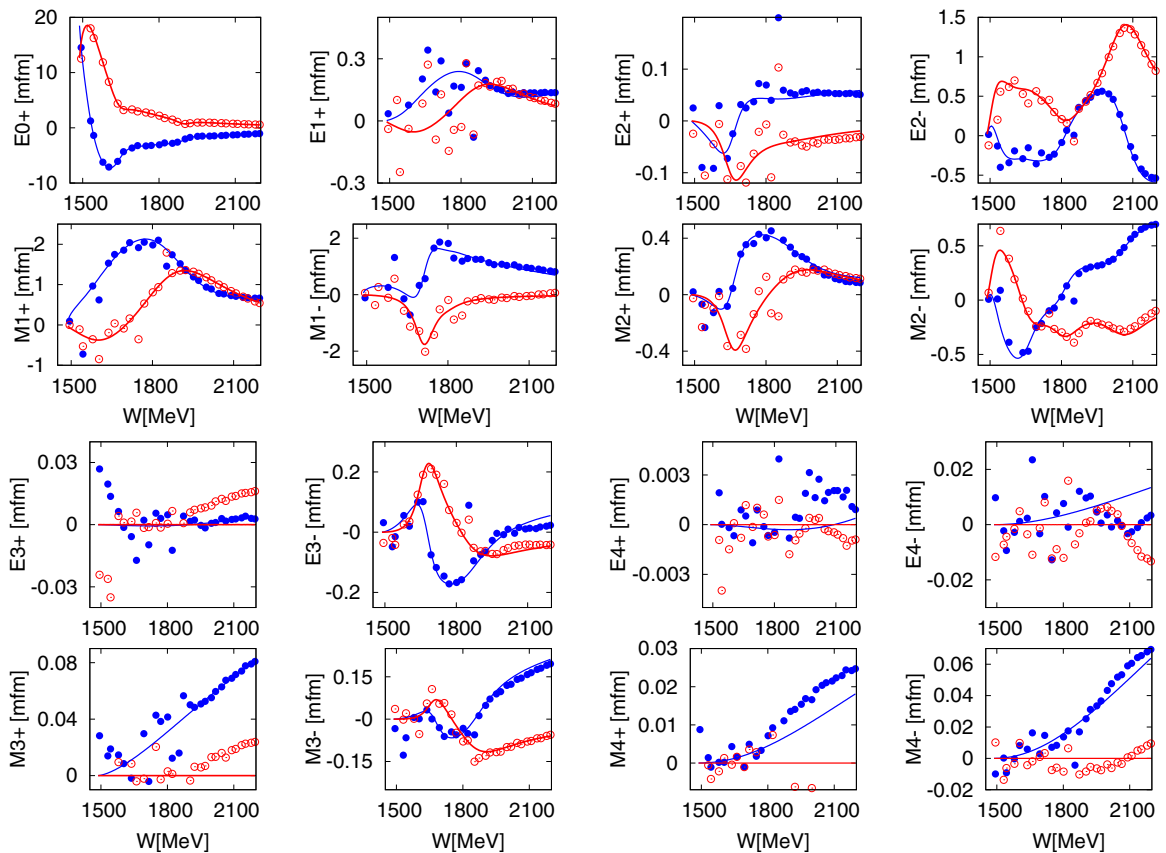 E0+ [mfm] 20 10 0 -10 1500 1800 2100
E1+ [mfm] 0.3 0 -0.3 1500 1800 2100
E2+ [mfm] 0.1 0 -0.1 1500 1800 2100
E2- [mfm] 1.5 1 0.5 0 -0.5 1500 1800 2100
M1+ [mfm] 2 1 0 -1 1500 1800 2100
W[MeV]
M1- [mfm] 2 0 -2 1500 1800 2100
W[MeV]
M2+ [mfm] 0.4 0 -0.4 1500 1800 2100
W[MeV]
M2- [mfm] 0.5 0 -0.5 1500 1800 2100
W[MeV]
E3+ [mfm] 0.03 0 -0.03 1500 1800 2100
E3- [mfm] 0.2 -0 -0.2 1500 1800 2100
E4+ [mfm] 0.003 0 -0.003 1500 1800 2100
E4- [mfm] 0.02 0 -0.02 1500 1800 2100
M3+ [mfm] 0.08 0.04 0 1500 1800 2100
W[MeV]
M3- [mfm] 0.15 -0 -0.15 1500 1800 2100
W[MeV]
M4+ [mfm] 0.03 0.02 0.01 0 1500 1800 2100
W[MeV]
M4- [mfm] 0.06 0.04 0.02 0 0.02 1500 1800 2100
W[MeV]